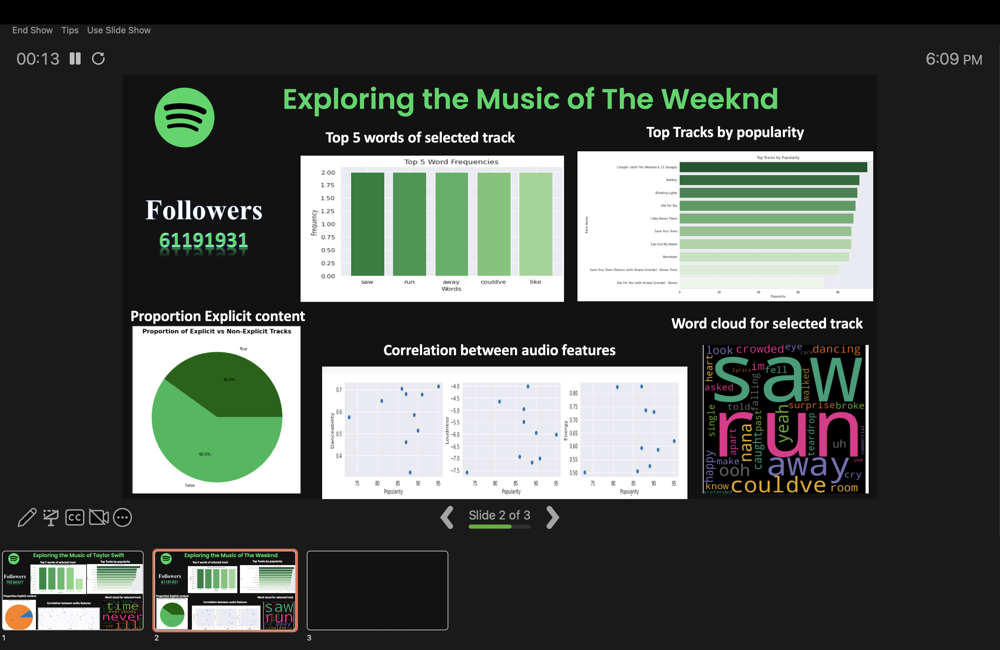 End Show Tips Use Slide Show
00:13
6:09 PM
Exploring the Music of The Weeknd
Top 5 words of selected track
Top Tracks by popularity
Followers
61191931
Top 5 Word Frequencies
Frequency
2.00
1.75
1.50
1.25
1.00
0.75
0.50
0.25
0.00
saw run away couldve like
Words
Top Tracks by Popularity
Track Name
Creepin' (with The Weeknd & 21 Savage)
Starboy
Blinding Lights
Die For You
I Was Never There
Save Your Tears
Call Out My Name
Reminder
Save Your Tears (Remix) (with Ariana Grande) - Bonus Track
Die For You (with Ariana Grande) - Remix
0 20 40 60 80
Popularity
Proportion Explicit content
Proportion of Explicit vs Non-Explicit Tracks
True
40.0%
60.0%
False
Correlation between audio features
Danceability
0.7
0.6
0.5
0.4
75 80 85 90 95
Popularity
Loudness
−4.0
−4.5
−5.0
−5.5
−6.0
−6.5
−7.0
−7.5
75 80 85 90 95
Popularity
Energy
0.80
0.75
0.70
0.65
0.60
0.55
0.50
75 80 85 90 95
Popularity
Word cloud for selected track
look crowded eye care dancing
heart
saw
lyrics im fell
asked
falling
walked
told
surprise broke
single
run
yeah
past
nana
apart
caught
teardrop
uh
commercial
happy
make
ooh
away
use
cry
know
couldve
room
pretended
CC
Slide 2 of 3
Exploring the Music of Taylor Swift
Top 5 words of selected track
Top Tracks by popularity
Followers
70230327
Proportion Explicit content
Correlation between audio features
Word cloud for selected track
thing
time
everybody
never
older
ill
1
Exploring the Music of The Weeknd
Top 5 words of selected track
Top Tracks by popularity
Followers
61191931
Proportion Explicit content
Correlation between audio features
Word cloud for selected track
saw
run
away
ooh
couldve room
2
3